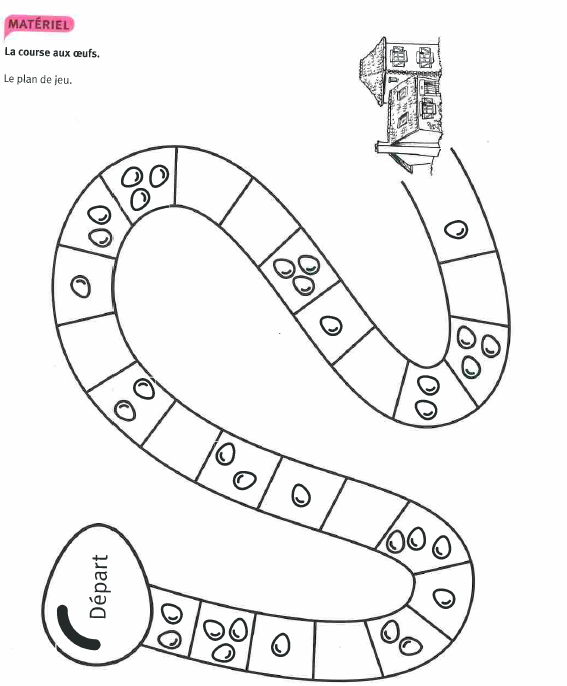 MATÉRIEL
La course aux œufs.
Le plan de jeu.
Départ